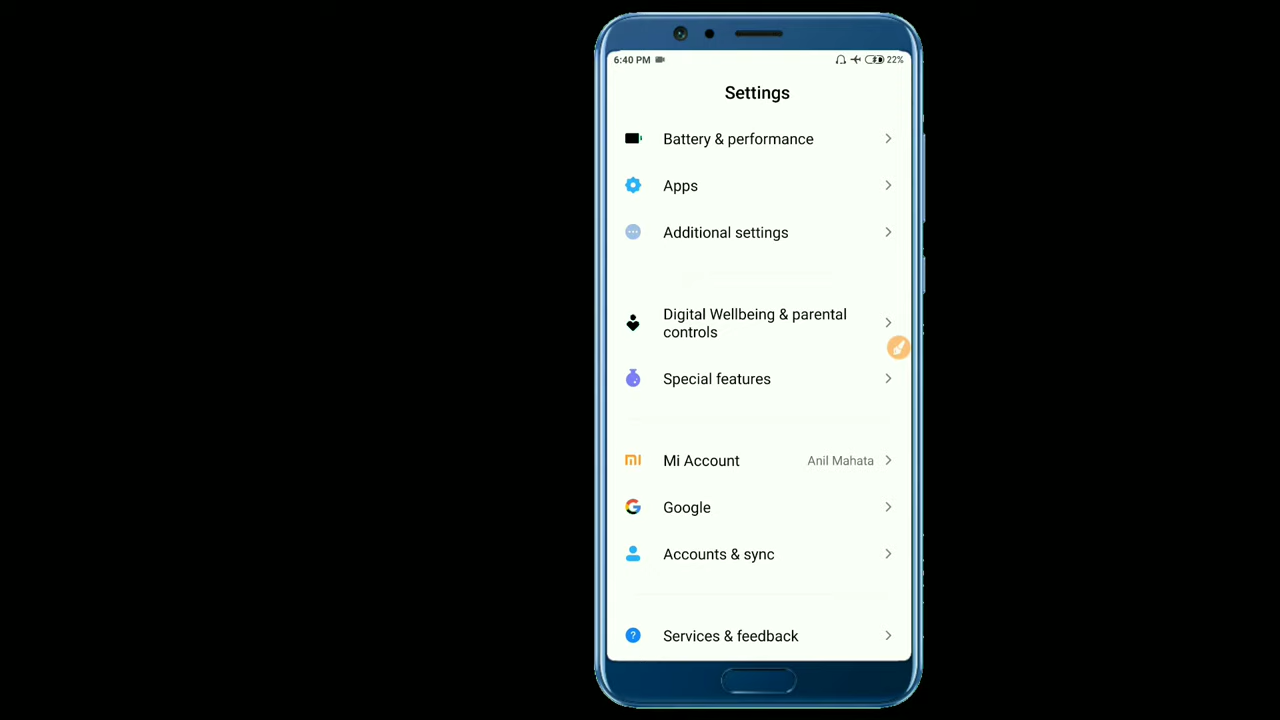 6:40 PM 22%
Settings
Battery & performance
Apps
Additional settings
Digital Wellbeing & parental
controls
Special features
Mi Account Anil Mahata
Google
Accounts & sync
Services & feedback